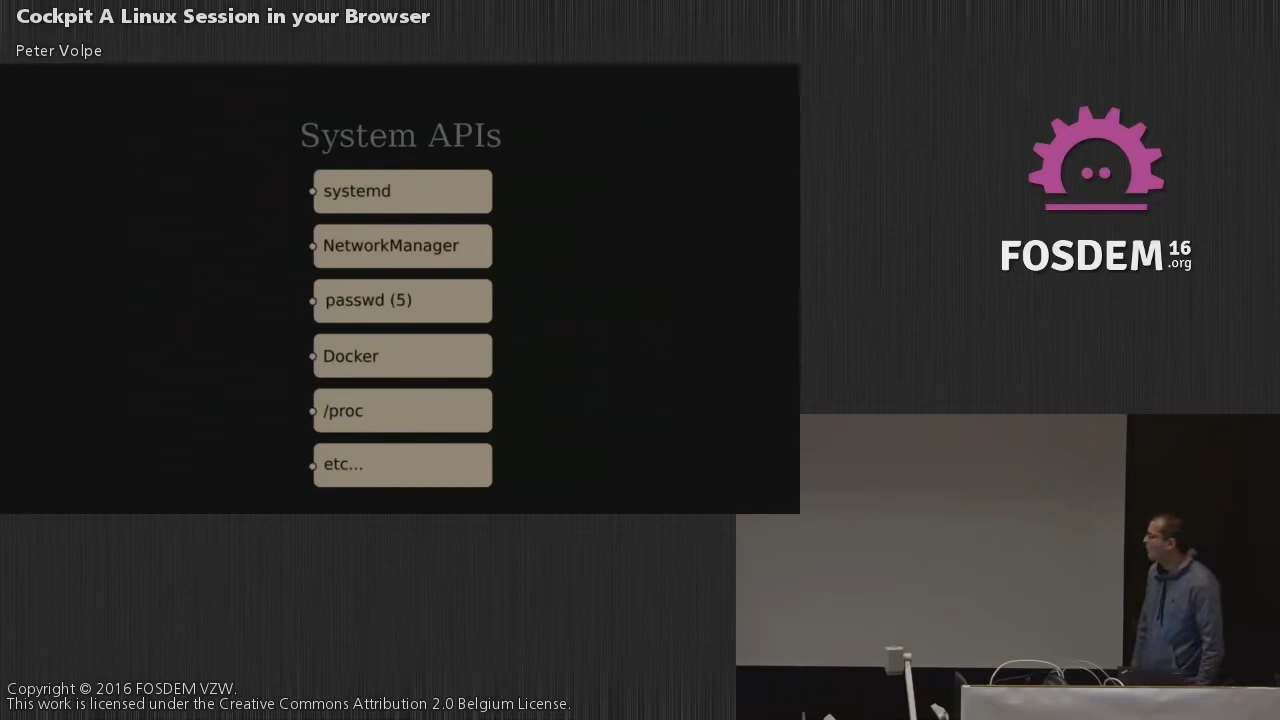 Cockpit A Linux Session in your Browser
Peter Volpe
System APIs
systemd
NetworkManager
passwd (5)
Docker
/proc
etc...
FOSDEM 16 .org
Copyright © 2016 FOSDEM VZW.
This work is licensed under the Creative Commons Attribution 2.0 Belgium License.